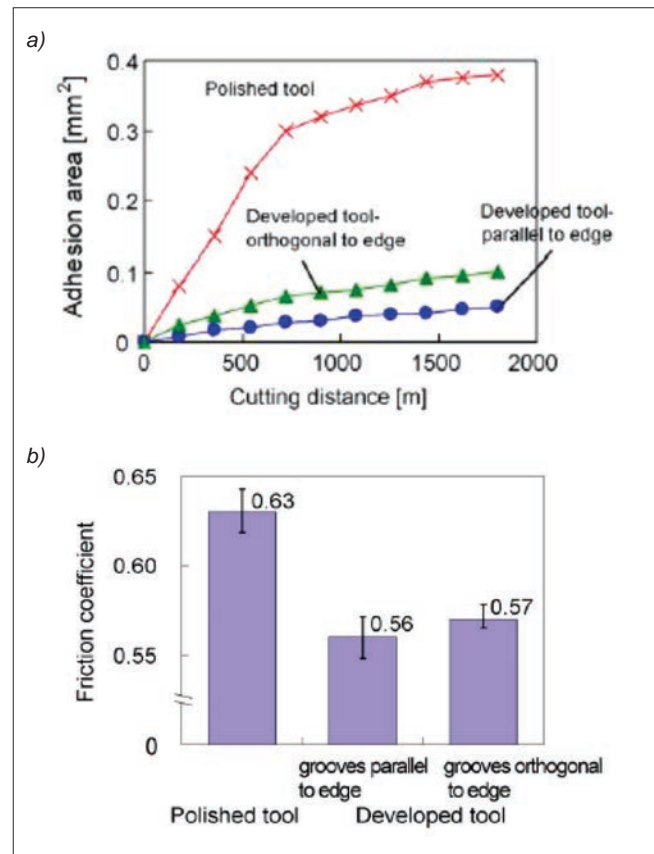 a)
Adhesion area [mm²]
0.4
0.3
0.2
0.1
0
Polished tool
Developed tool-
orthogonal to edge
Developed tool-
parallel to edge
0
500
1000
1500
2000
Cutting distance [m]
b)
Friction coefficient
0.65
0.60
0.55
0
0.63
0.56
0.57
grooves parallel
to edge
grooves orthogonal
to edge
Polished tool
Developed tool